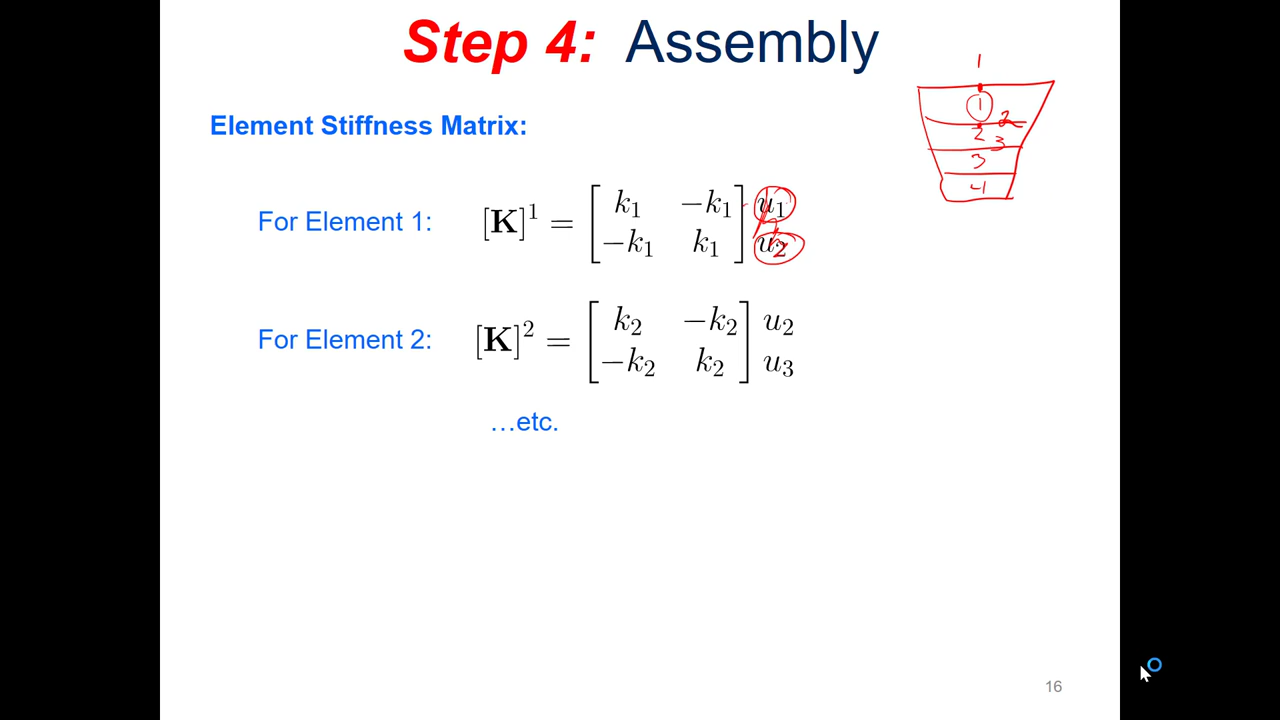 Step 4: Assembly
1
1
2
2
3
3
4
Element Stiffness Matrix:
For Element 1: [K]¹ = [ k₁ −k₁ ] u₁
−k₁ k₁ u₂
For Element 2: [K]² = [ k₂ −k₂ ] u₂
−k₂ k₂ u₃
…etc.
16